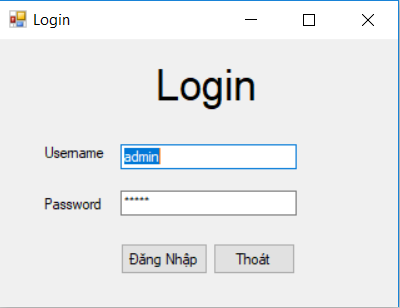 Login
Login
Username
admin
Password
*****
Đăng Nhập
Thoát